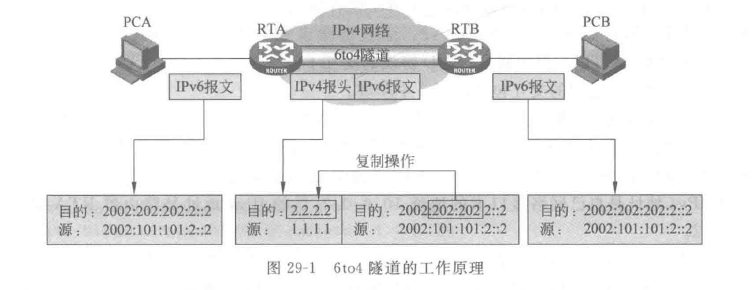 PCA
RTA
IPv4网络
RTB
PCB
6to4隧道
ROUTER
ROUTER
IPv6报文
IPv4报头
IPv6报文
IPv6报文
复制操作
目的：2002:202:202:2::2
源： 2002:101:101:2::2
目的：2.2.2.2
源： 1.1.1.1
目的：2002:202:202:2::2
源： 2002:101:101:2::2
目的：2002:202:202:2::2
源： 2002:101:101:2::2
图 29-1 6to4 隧道的工作原理